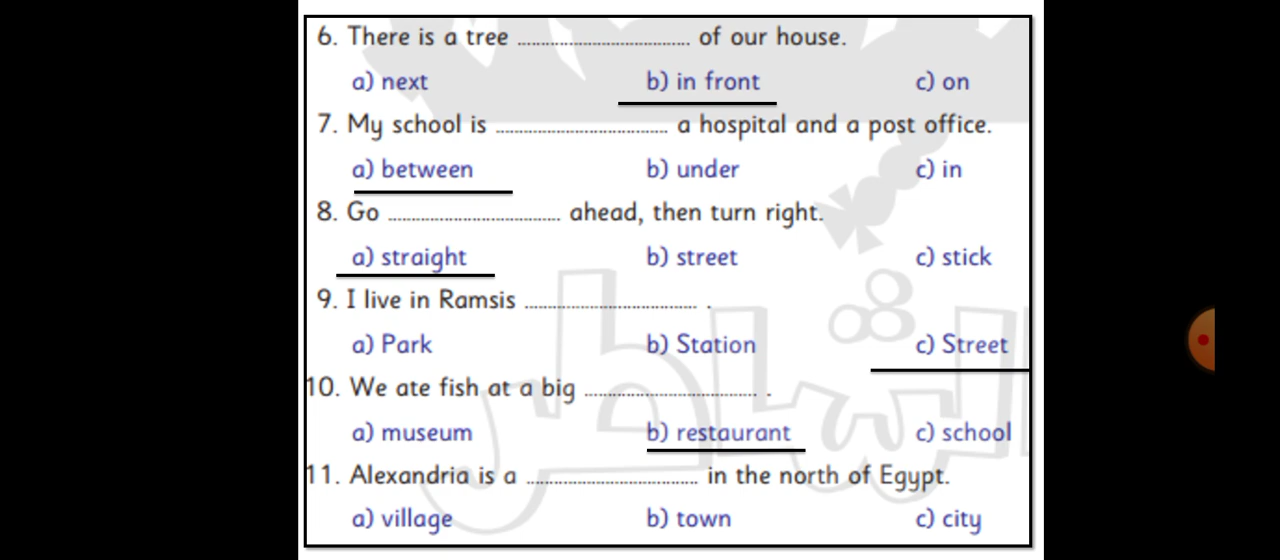 6. There is a tree ........................................ of our house.
a) next b) in front c) on
7. My school is ........................................ a hospital and a post office.
a) between b) under c) in
8. Go ........................................ ahead, then turn right.
a) straight b) street c) stick
9. I live in Ramsis ........................................ .
a) Park b) Station c) Street
10. We ate fish at a big ........................................ .
a) museum b) restaurant c) school
11. Alexandria is a ........................................ in the north of Egypt.
a) village b) town c) city